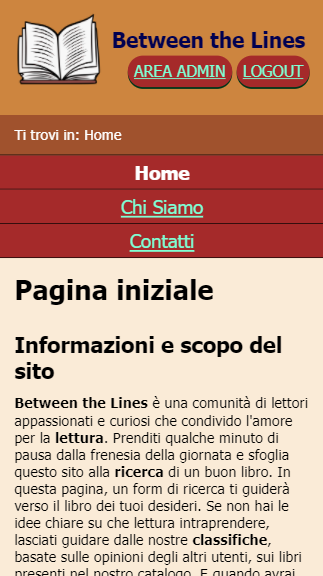 Between the Lines
AREA ADMIN
LOGOUT
Ti trovi in: Home
Home
Chi Siamo
Contatti
Pagina iniziale
Informazioni e scopo del
sito
Between the Lines è una comunità di lettori
appassionati e curiosi che condivido l'amore
per la lettura. Prenditi qualche minuto di
pausa dalla frenesia della giornata e sfoglia
questo sito alla ricerca di un buon libro. In
questa pagina, un form di ricerca ti guiderà
verso il libro dei tuoi desideri. Se non hai le
idee chiare su che lettura intraprendere,
lasciati guidare dalle nostre classifiche,
basate sulle opinioni degli altri utenti, sui libri
presenti nel nostro catalogo. E quando avrai